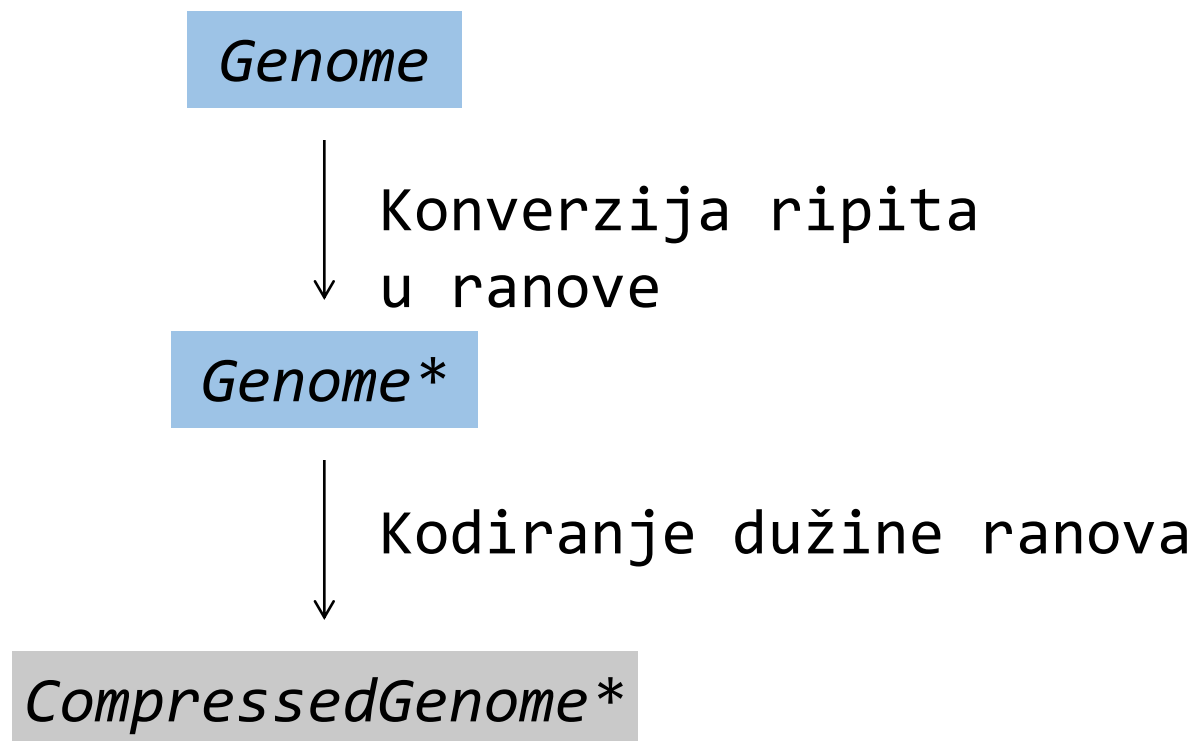 Genome
Konverzija ripita
u ranove
Genome*
Kodiranje dužine ranova
CompressedGenome*